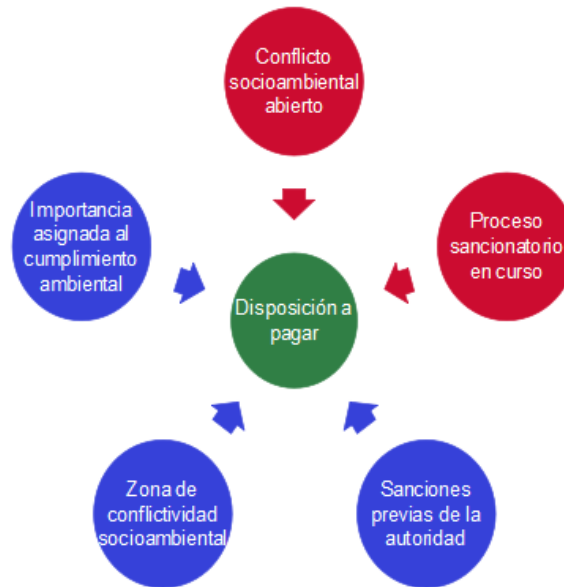 Conflicto
socioambiental
abierto
Importancia
asignada al
cumplimiento
ambiental
Proceso
sancionatorio
en curso
Disposición a
pagar
Zona de
conflictividad
socioambiental
Sanciones
previas de la
autoridad